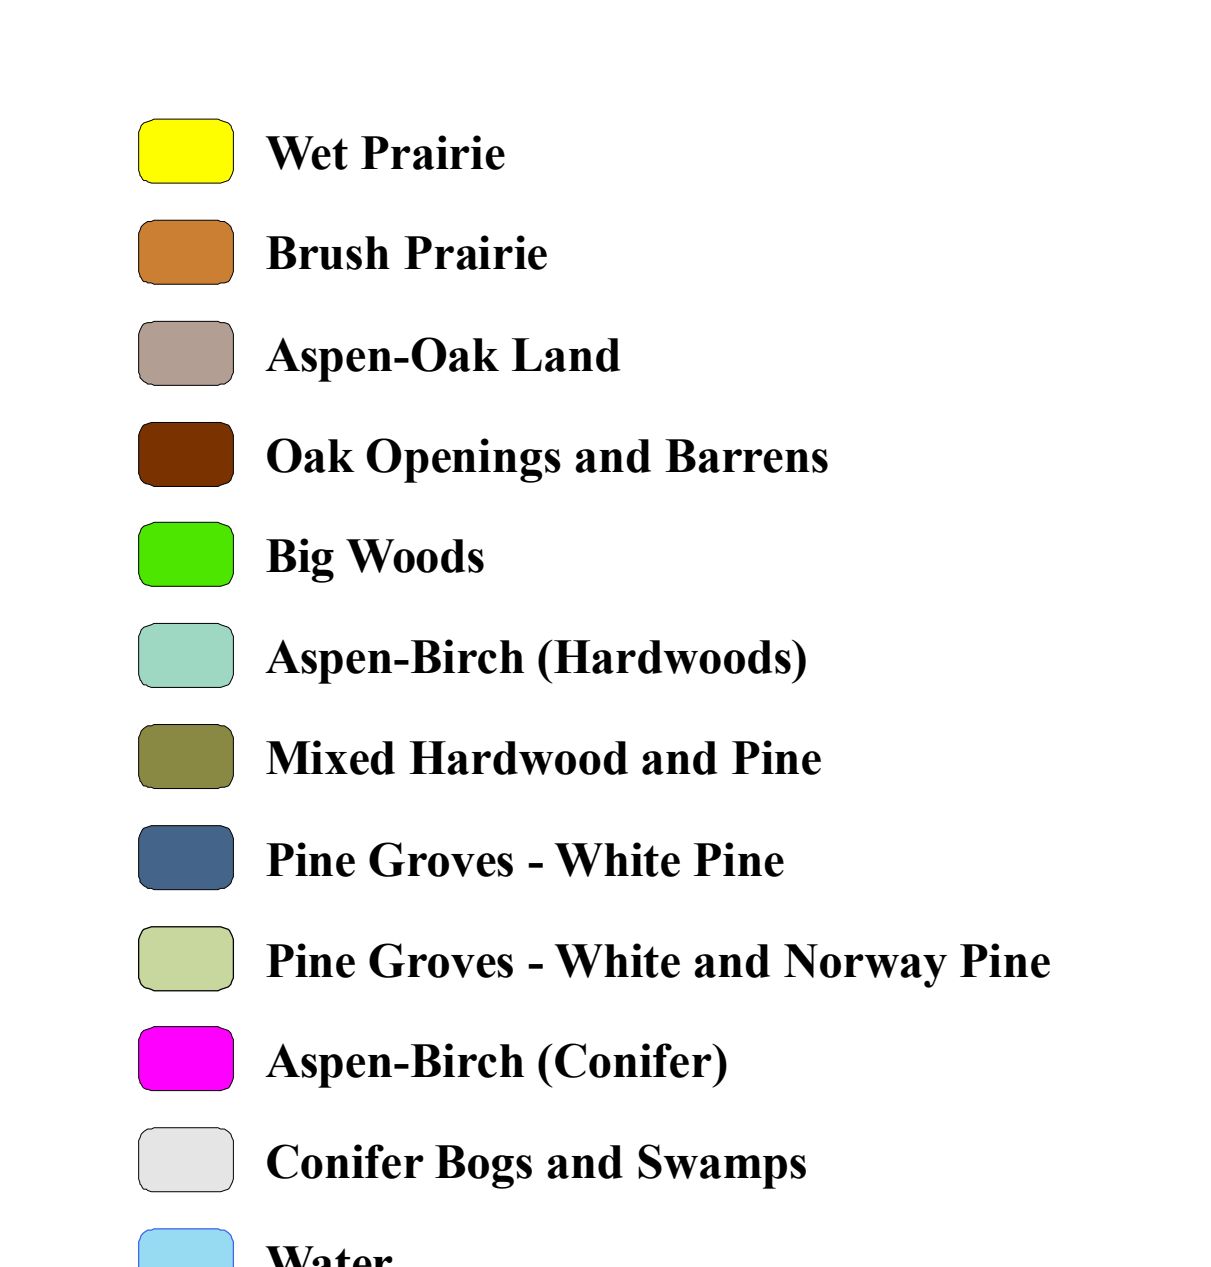 Wet Prairie
Brush Prairie
Aspen-Oak Land
Oak Openings and Barrens
Big Woods
Aspen-Birch (Hardwoods)
Mixed Hardwood and Pine
Pine Groves - White Pine
Pine Groves - White and Norway Pine
Aspen-Birch (Conifer)
Conifer Bogs and Swamps
Water